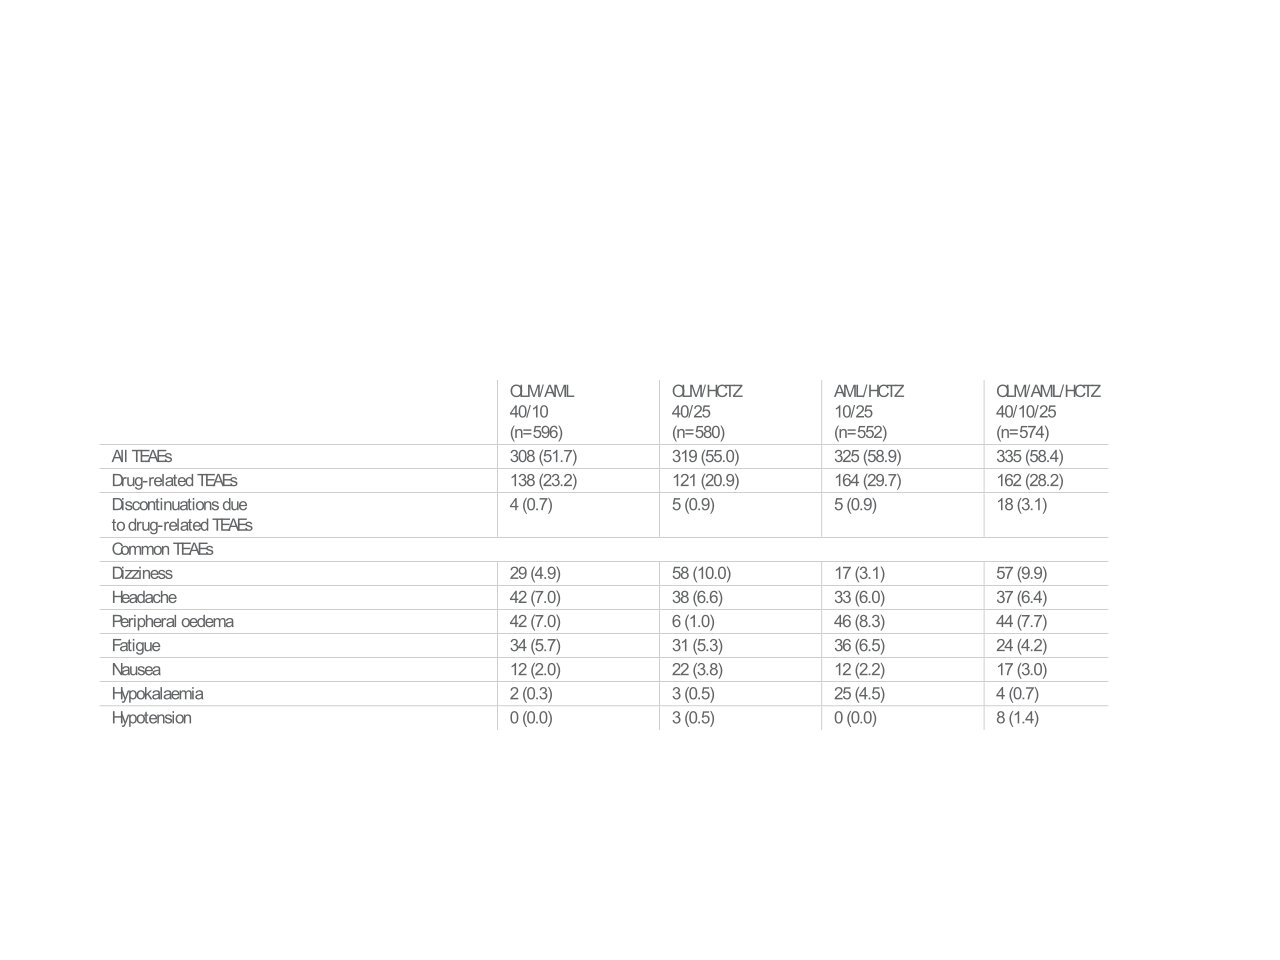 OLM/AML OLM/HCTZ AML/HCTZ OLM/AML/HCTZ
40/10 40/25 10/25 40/10/25
(n=596) (n=580) (n=552) (n=574)
All TEAEs 308 (51.7) 319 (55.0) 325 (58.9) 335 (58.4)
Drug-related TEAEs 138 (23.2) 121 (20.9) 164 (29.7) 162 (28.2)
Discontinuations due 4 (0.7) 5 (0.9) 5 (0.9) 18 (3.1)
to drug-related TEAEs
Common TEAEs
Dizziness 29 (4.9) 58 (10.0) 17 (3.1) 57 (9.9)
Headache 42 (7.0) 38 (6.6) 33 (6.0) 37 (6.4)
Peripheral oedema 42 (7.0) 6 (1.0) 46 (8.3) 44 (7.7)
Fatigue 34 (5.7) 31 (5.3) 36 (6.5) 24 (4.2)
Nausea 12 (2.0) 22 (3.8) 12 (2.2) 17 (3.0)
Hypokalaemia 2 (0.3) 3 (0.5) 25 (4.5) 4 (0.7)
Hypotension 0 (0.0) 3 (0.5) 0 (0.0) 8 (1.4)